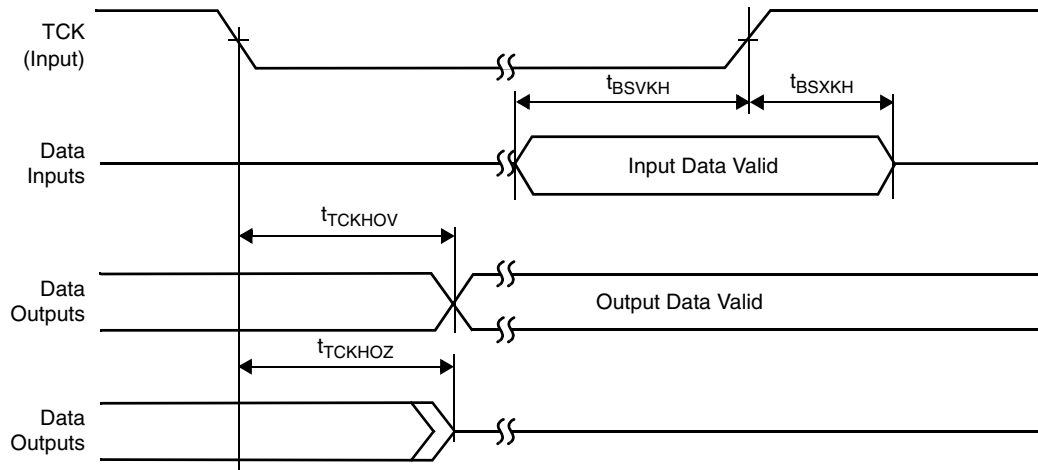 TCK
(Input)
tBSVKH
tBSXKH
Data
Inputs
Input Data Valid
tTCKHOV
Data
Outputs
Output Data Valid
tTCKHOZ
Data
Outputs